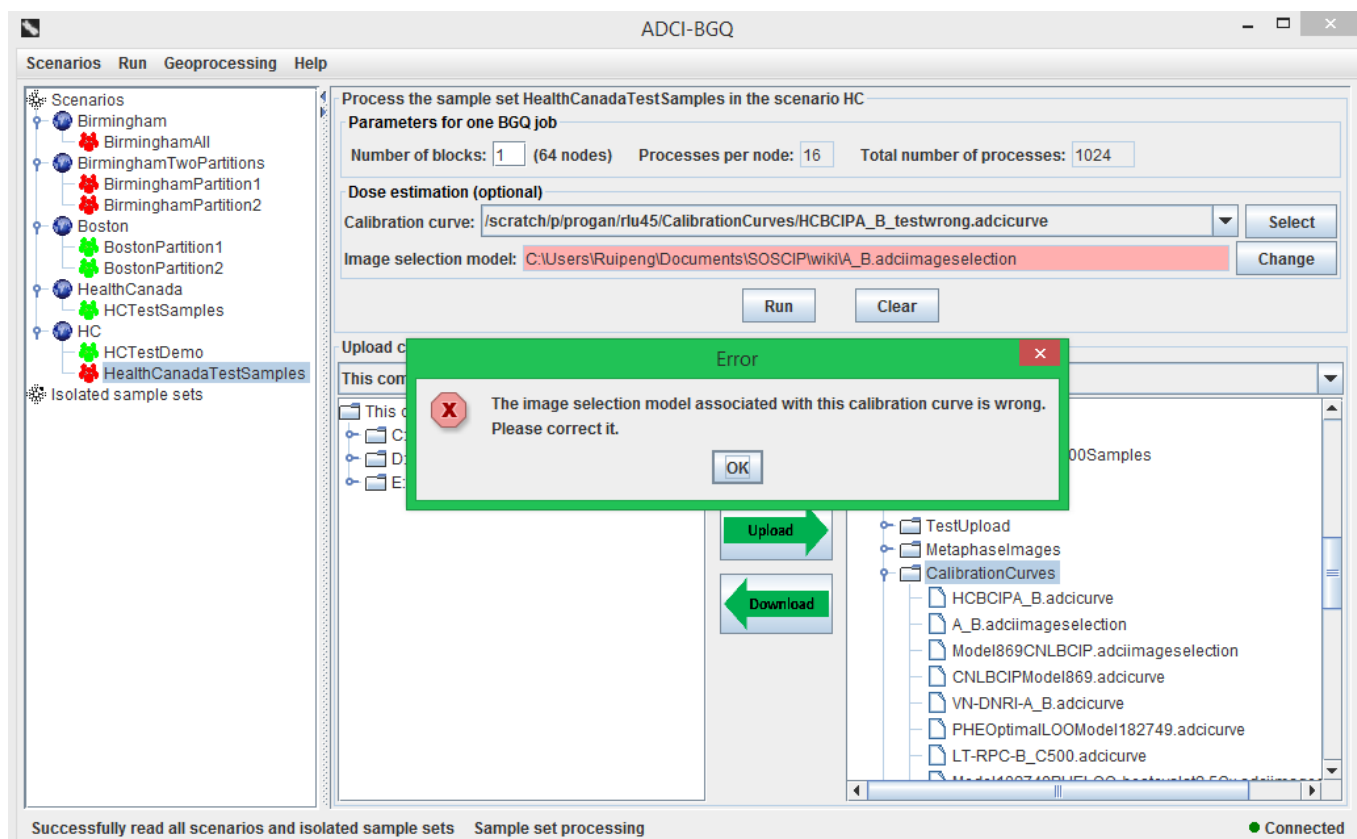 ADCI-BGQ
Scenarios Run Geoprocessing Help
Scenarios
Birmingham
BirminghamAll
BirminghamTwoPartitions
BirminghamPartition1
BirminghamPartition2
Boston
BostonPartition1
BostonPartition2
HealthCanada
HCTestSamples
HC
HCTestDemo
HealthCanadaTestSamples
Isolated sample sets
Process the sample set HealthCanadaTestSamples in the scenario HC
Parameters for one BGQ job
Number of blocks: 1 (64 nodes) Processes per node: 16 Total number of processes: 1024
Dose estimation (optional)
Calibration curve: /scratch/p/progan/rlu45/CalibrationCurves/HCBCIPA_B_testwrong.adcicurve Select
Image selection model: C:\Users\Ruipeng\Documents\SOSCIP\wiki\A_B.adciimageselection Change
Run Clear
Upload c
This com
This c
C:
D:
E:
Error
The image selection model associated with this calibration curve is wrong.
Please correct it.
OK
Upload
Download
00Samples
TestUpload
MetaphaseImages
CalibrationCurves
HCBCIPA_B.adcicurve
A_B.adciimageselection
Model869CNLBCIP.adciimageselection
CNLBCIPModel869.adcicurve
VN-DNRI-A_B.adcicurve
PHEOptimalLOOModel182749.adcicurve
LT-RPC-B_C500.adcicurve
Successfully read all scenarios and isolated sample sets Sample set processing Connected